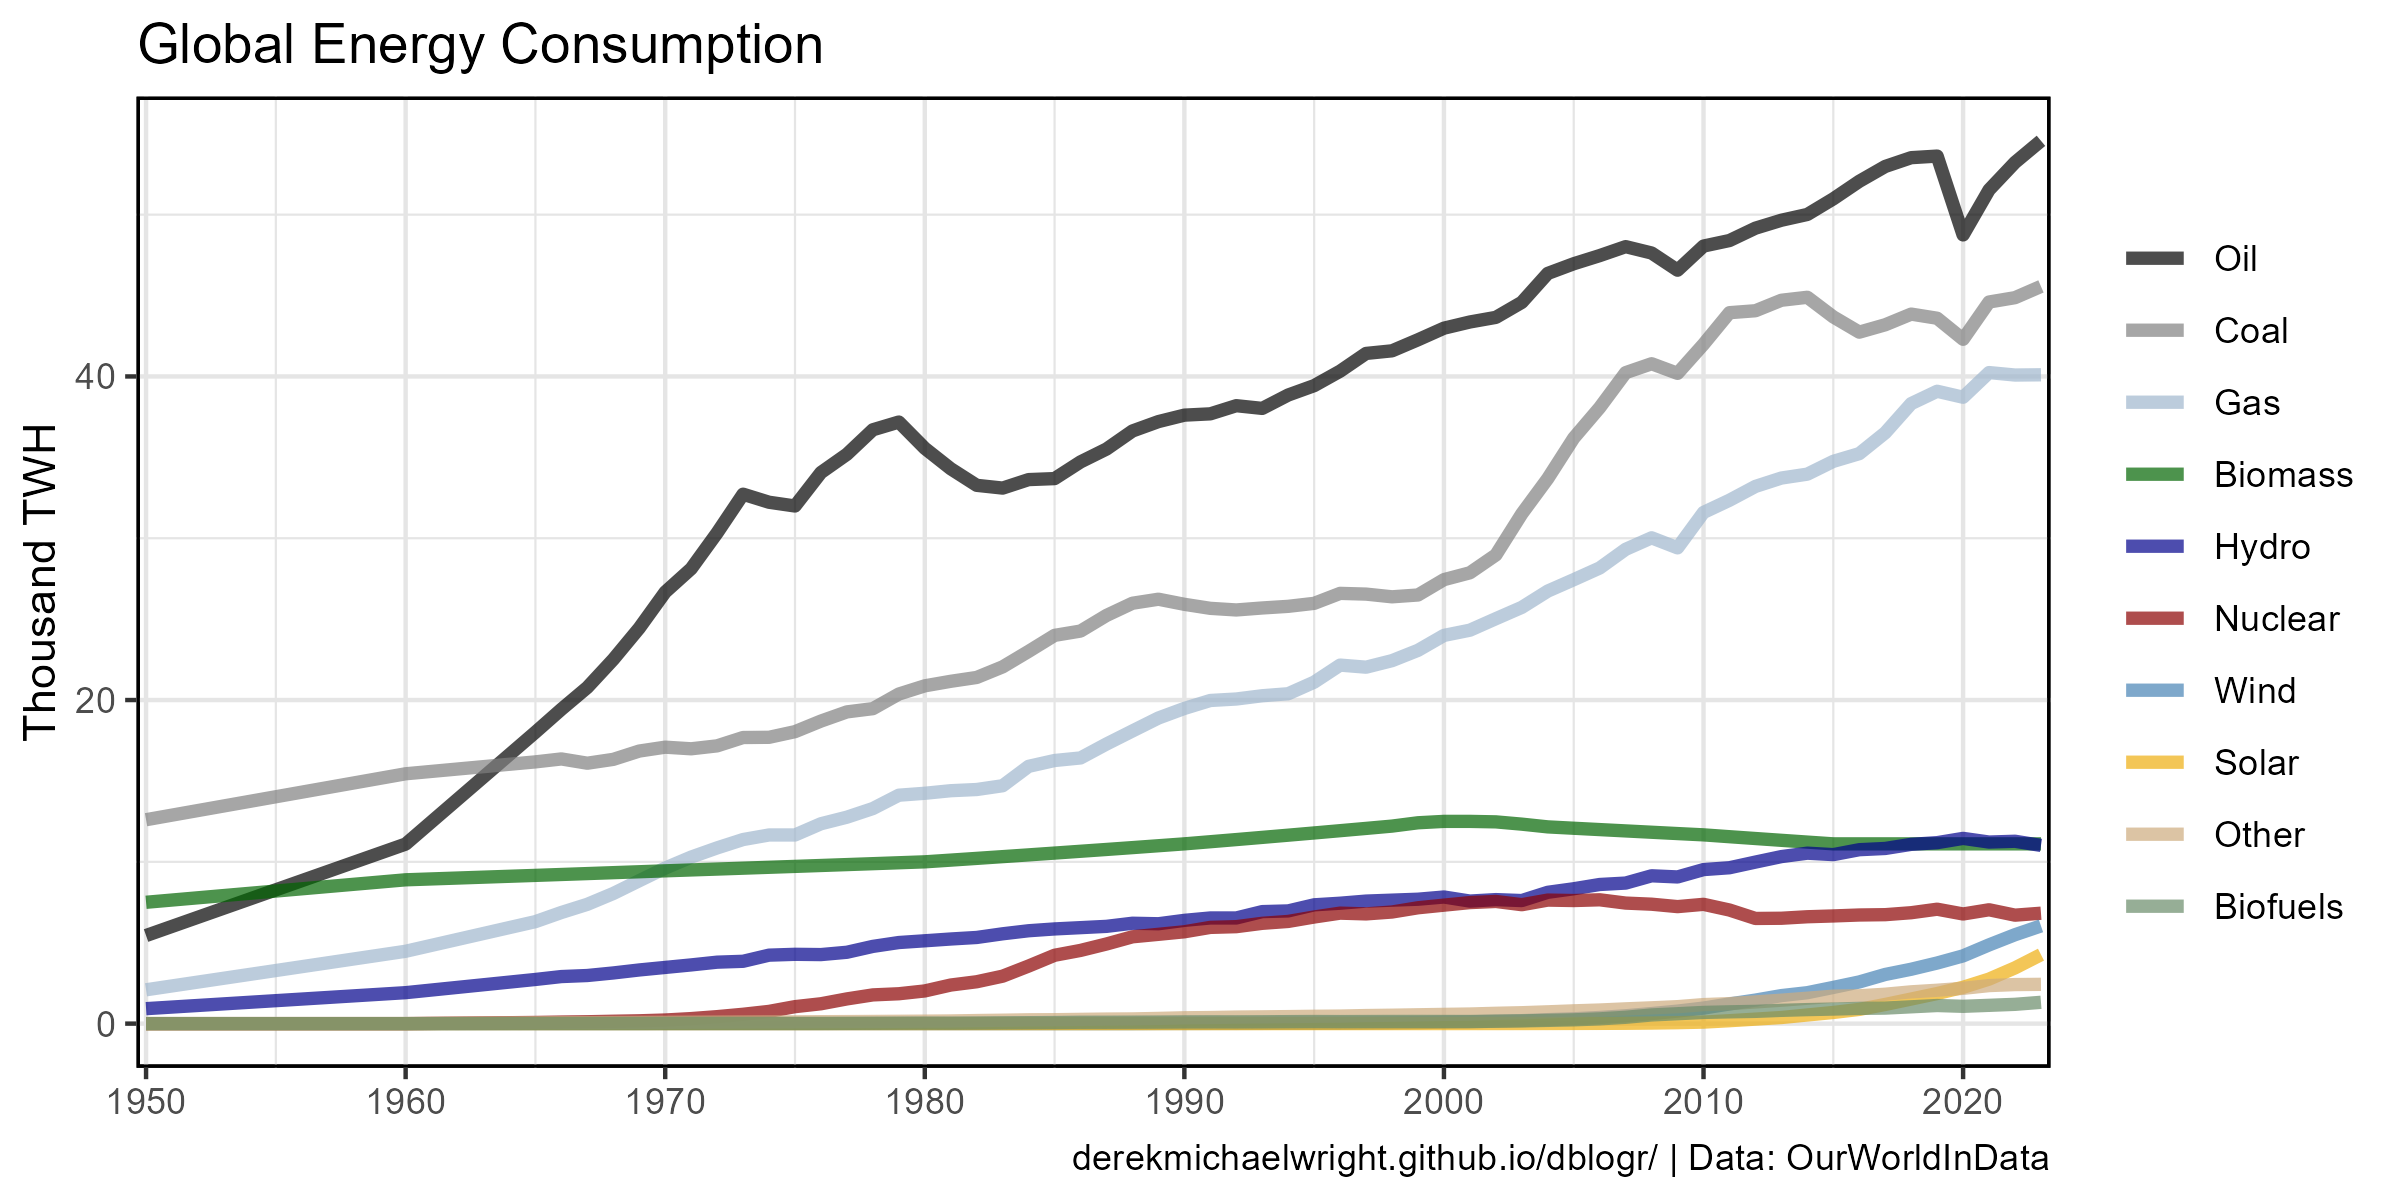 Global Energy Consumption
Thousand TWH
40
20
0
1950 1960 1970 1980 1990 2000 2010 2020
Oil
Coal
Gas
Biomass
Hydro
Nuclear
Wind
Solar
Other
Biofuels
derekmichaelwright.github.io/dblogr/ | Data: OurWorldInData